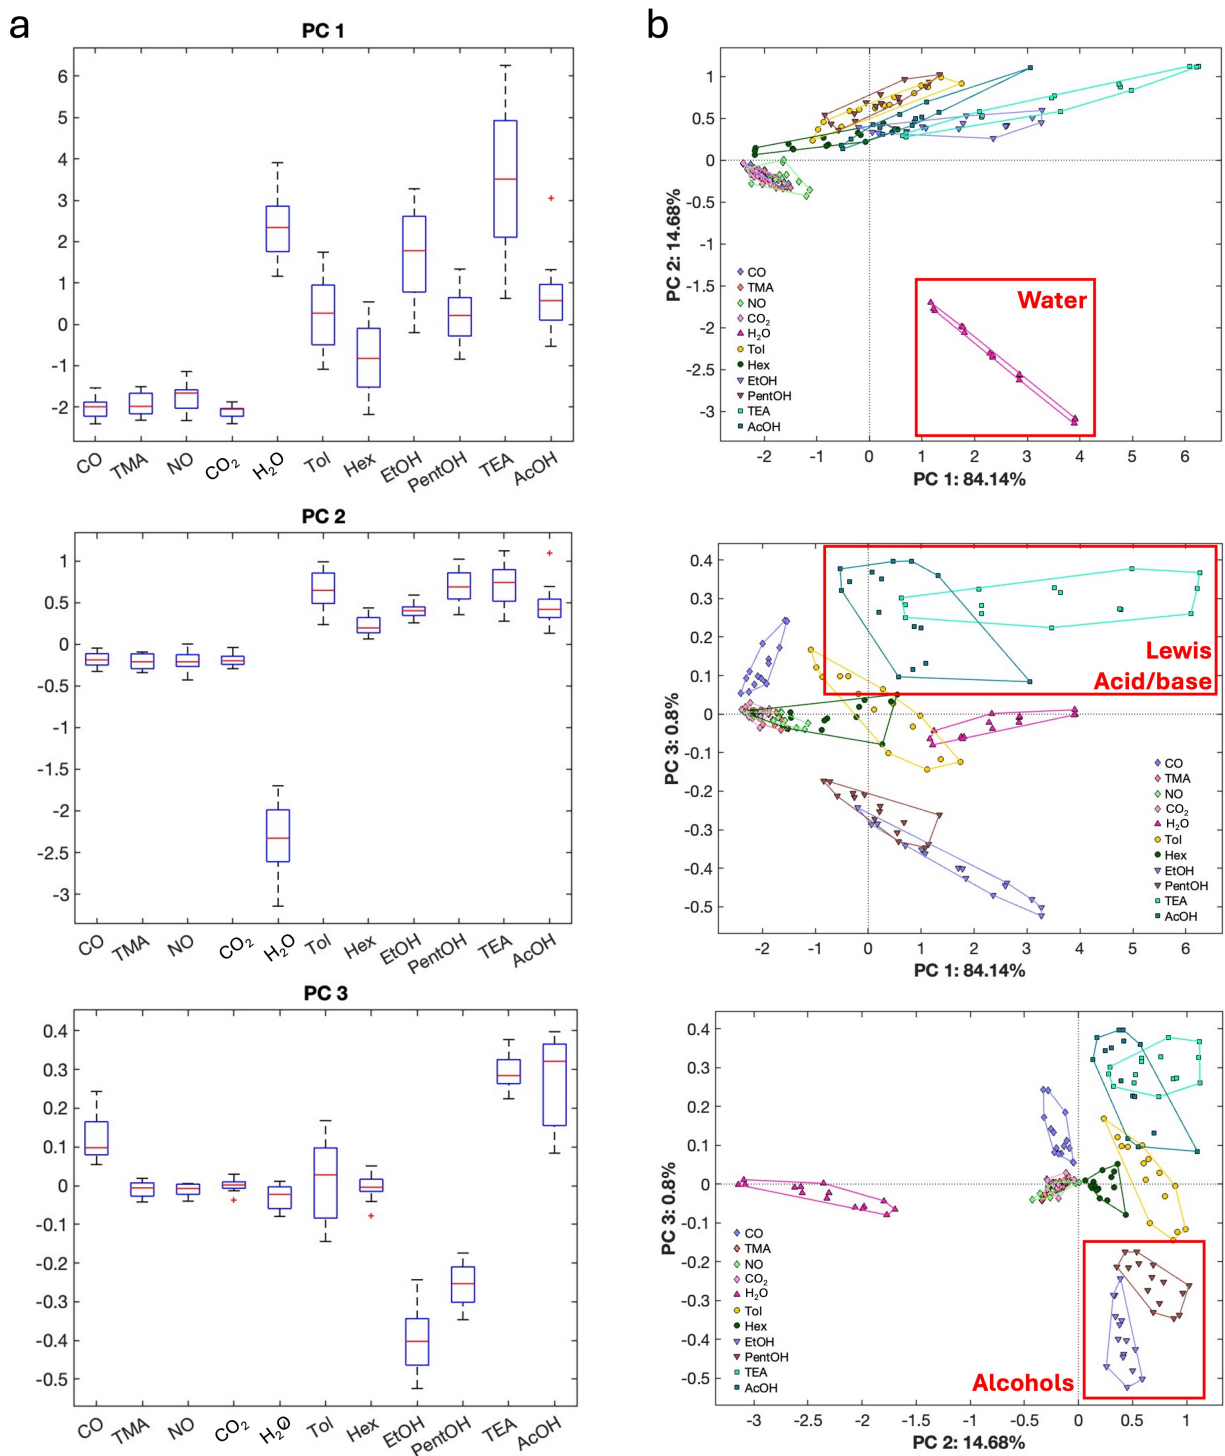 a
PC 1
6
5
4
3
2
1
0
-1
-2
CO TMA NO CO₂ H₂O Tol Hex EtOH PentOH TEA AcOH
PC 2
1
0.5
0
-0.5
-1
-1.5
-2
-2.5
-3
CO TMA NO CO₂ H₂O Tol Hex EtOH PentOH TEA AcOH
PC 3
0.4
0.3
0.2
0.1
0
-0.1
-0.2
-0.3
-0.4
-0.5
CO TMA NO CO₂ H₂O Tol Hex EtOH PentOH TEA AcOH
b
PC 2: 14.68%
1
0.5
0
-0.5
-1
-1.5
-2
-2.5
-3
Water
CO
TMA
NO
CO₂
H₂O
Tol
Hex
EtOH
PentOH
TEA
AcOH
-2 -1 0 1 2 3 4 5 6
PC 1: 84.14%
PC 3: 0.8%
0.4
0.3
0.2
0.1
0
-0.1
-0.2
-0.3
-0.4
-0.5
Lewis
Acid/base
CO
TMA
NO
CO₂
H₂O
Tol
Hex
EtOH
PentOH
TEA
AcOH
-2 -1 0 1 2 3 4 5 6
PC 1: 84.14%
PC 3: 0.8%
0.4
0.3
0.2
0.1
0
-0.1
-0.2
-0.3
-0.4
-0.5
CO
TMA
NO
CO₂
H₂O
Tol
Hex
EtOH
PentOH
TEA
AcOH
Alcohols
-3 -2.5 -2 -1.5 -1 -0.5 0 0.5 1
PC 2: 14.68%